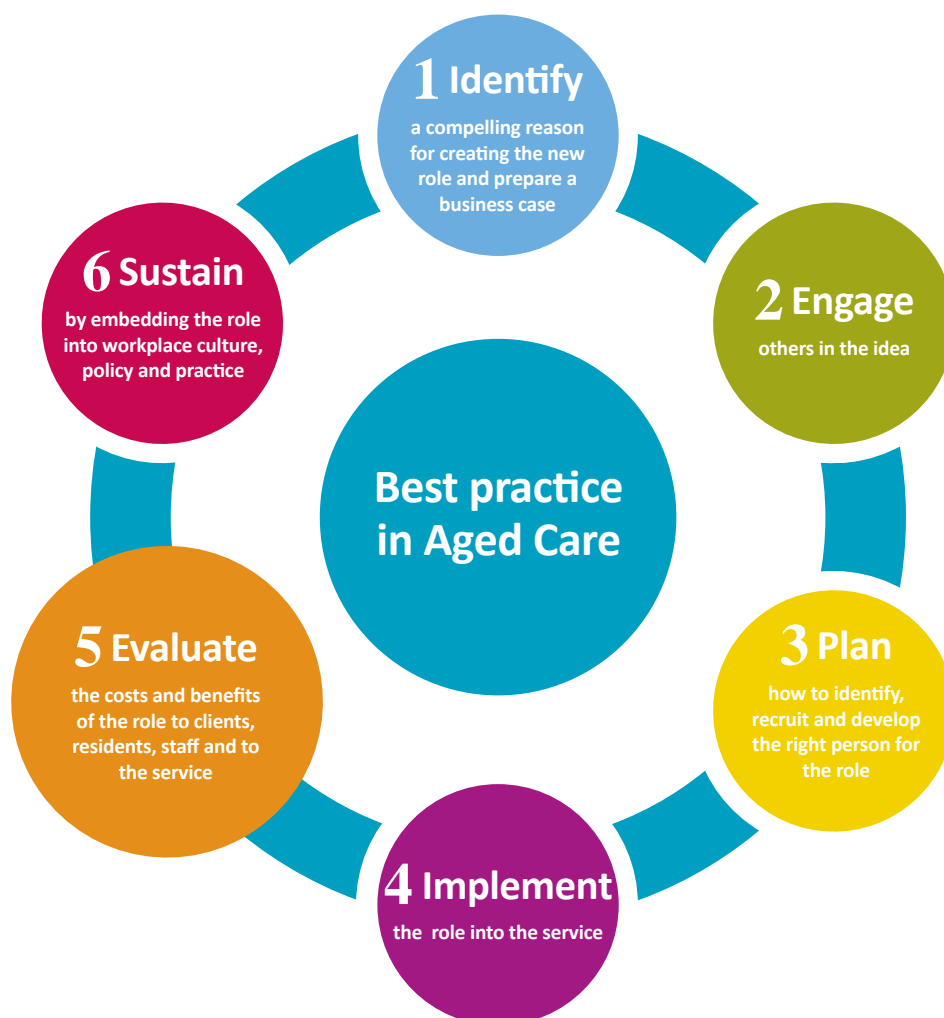 1 Identify
a compelling reason
for creating the new
role and prepare a
business case
2 Engage
others in the idea
3 Plan
how to identify,
recruit and develop
the right person for
the role
4 Implement
the role into the service
5 Evaluate
the costs and benefits
of the role to clients,
residents, staff and to
the service
6 Sustain
by embedding the role
into workplace culture,
policy and practice
Best practice
in Aged Care